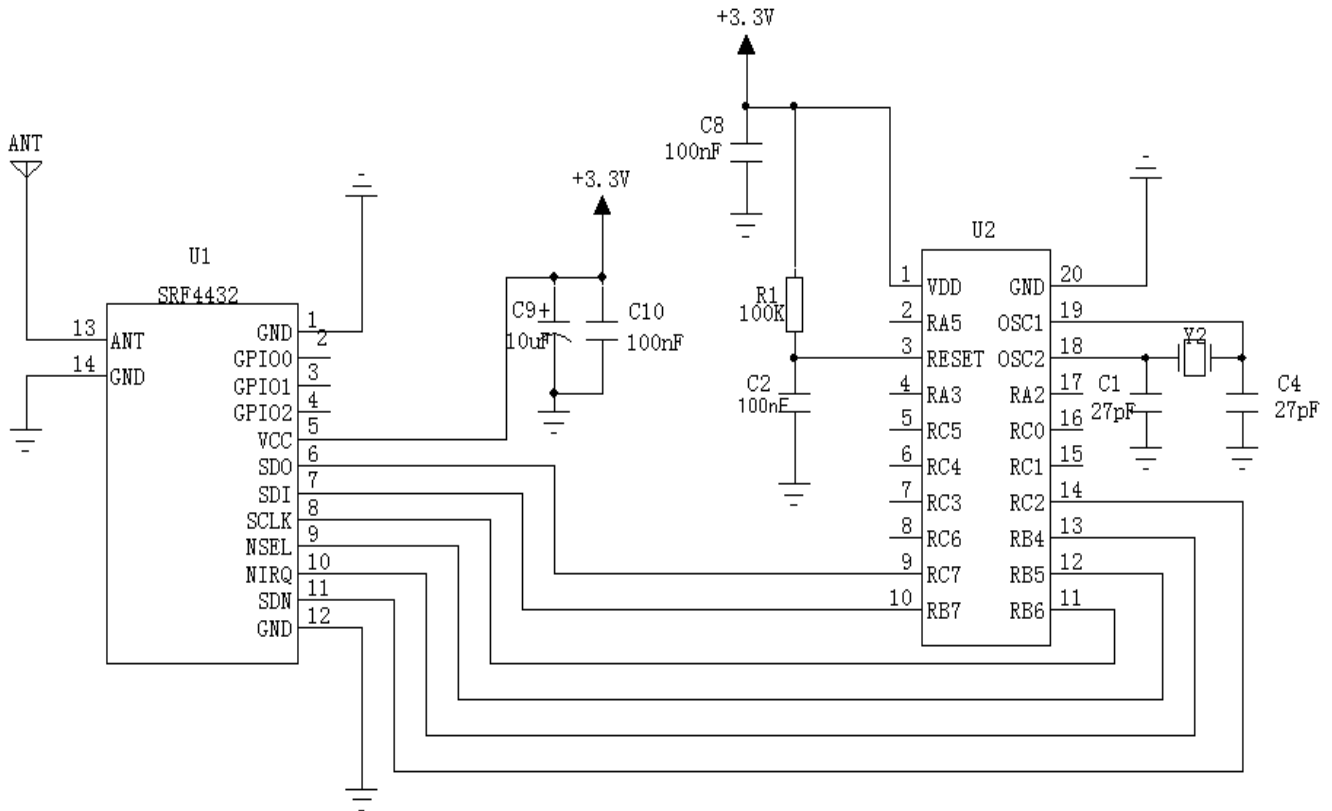 +3.3V
C8
100nF
ANT
+3.3V
U2
U1
SRF4432
13
ANT
14
GND
GND
1
GPIO0
2
GPIO1
3
GPIO2
4
VCC
5
SDO
6
SDI
7
SCLK
8
NSEL
9
NIRQ
10
SDN
11
GND
12
C9+
10uF
C10
100nF
R1
100K
C2
100nF
1
VDD
2
RA5
3
RESET
4
RA3
5
RC5
6
RC4
7
RC3
8
RC6
9
RC7
10
RB7
GND
20
OSC1
19
OSC2
18
RA2
17
RC0
16
RC1
15
RC2
14
RB4
13
RB5
12
RB6
11
Y2
C1
27pF
C4
27pF